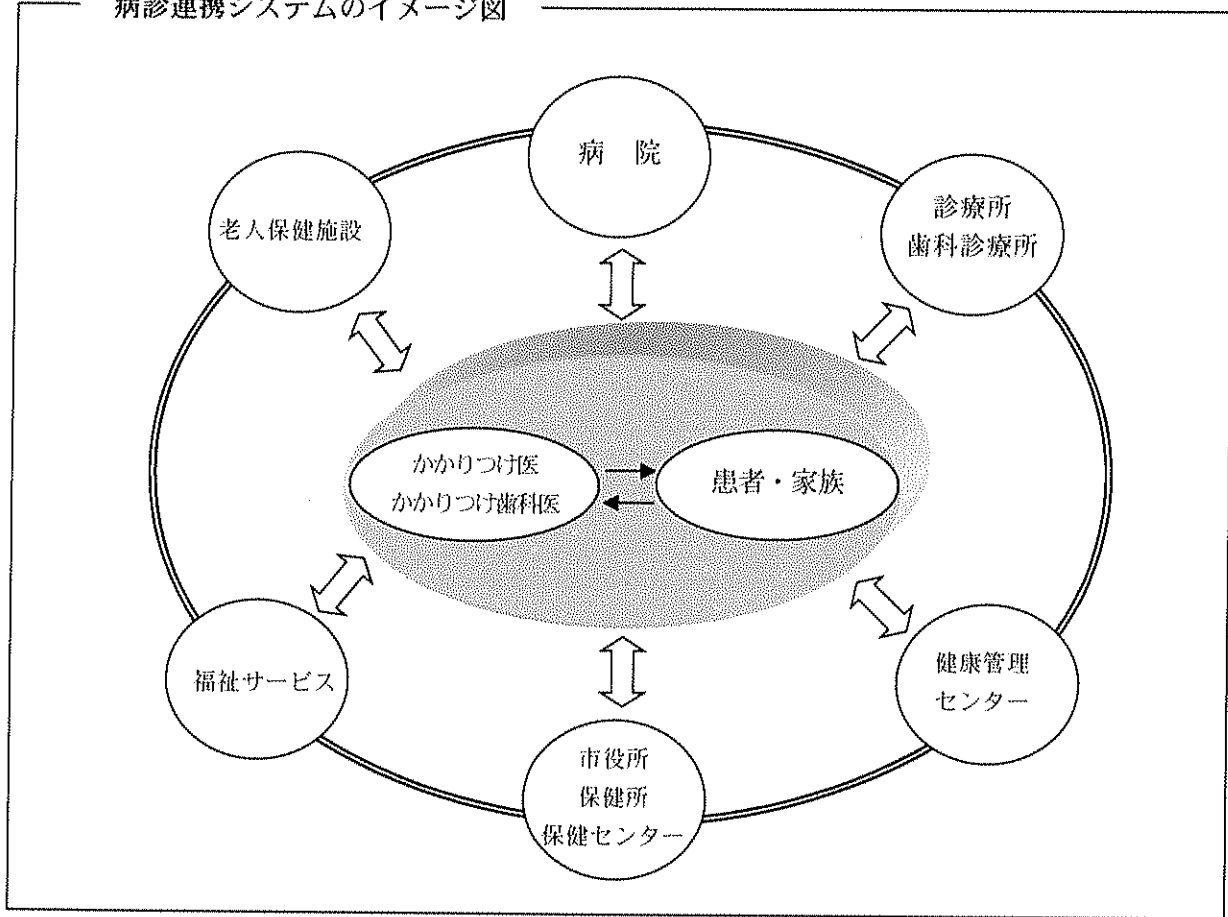 病診連携システムのイメージ図
病 院
診療所
歯科診療所
老人保健施設
かかりつけ医
かかりつけ歯科医
患者・家族
福祉サービス
健康管理
センター
市役所
保健所
保健センター